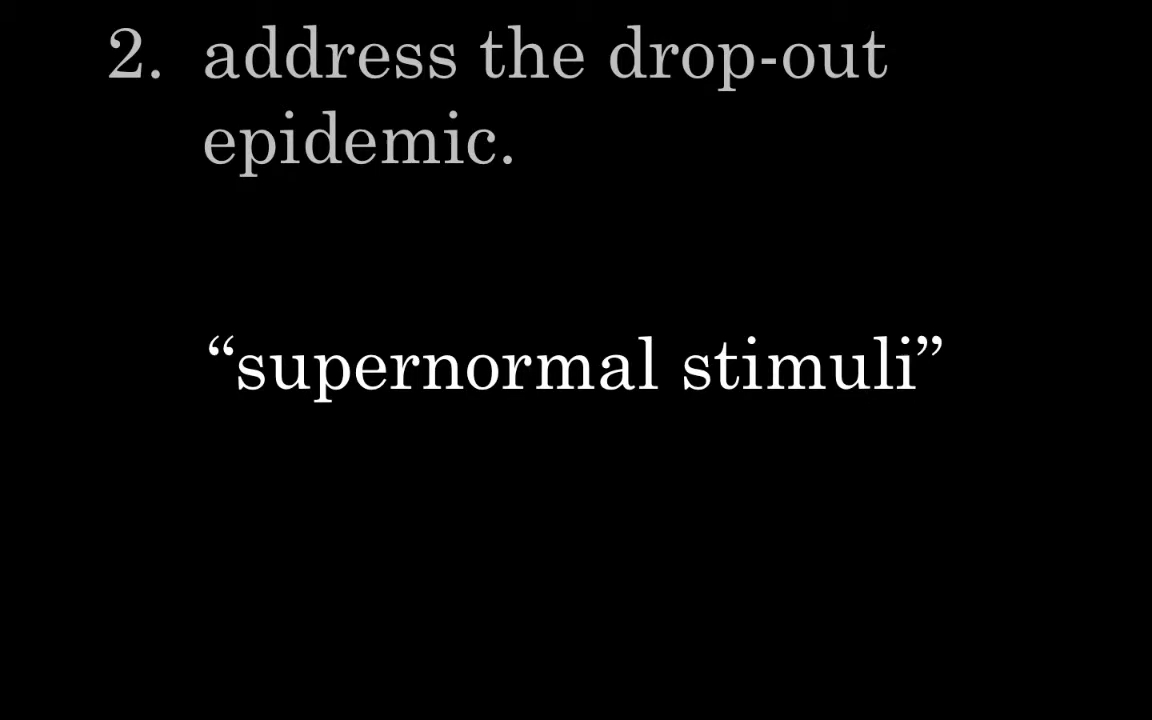 2. address the drop-out
epidemic.
“supernormal stimuli”